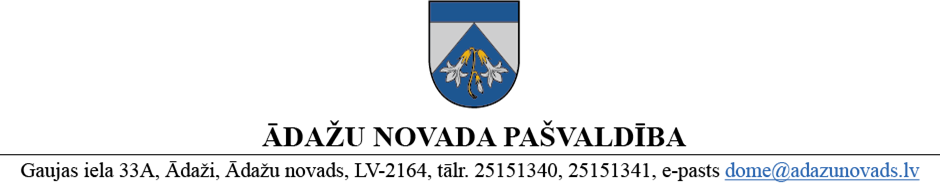 ĀDAŽU NOVADA PAŠVALDĪBA
Gaujas iela 33A, Ādaži, Ādažu novads, LV-2164, tālr. 25151340, 25151341, e-pasts dome@adazunovads.lv